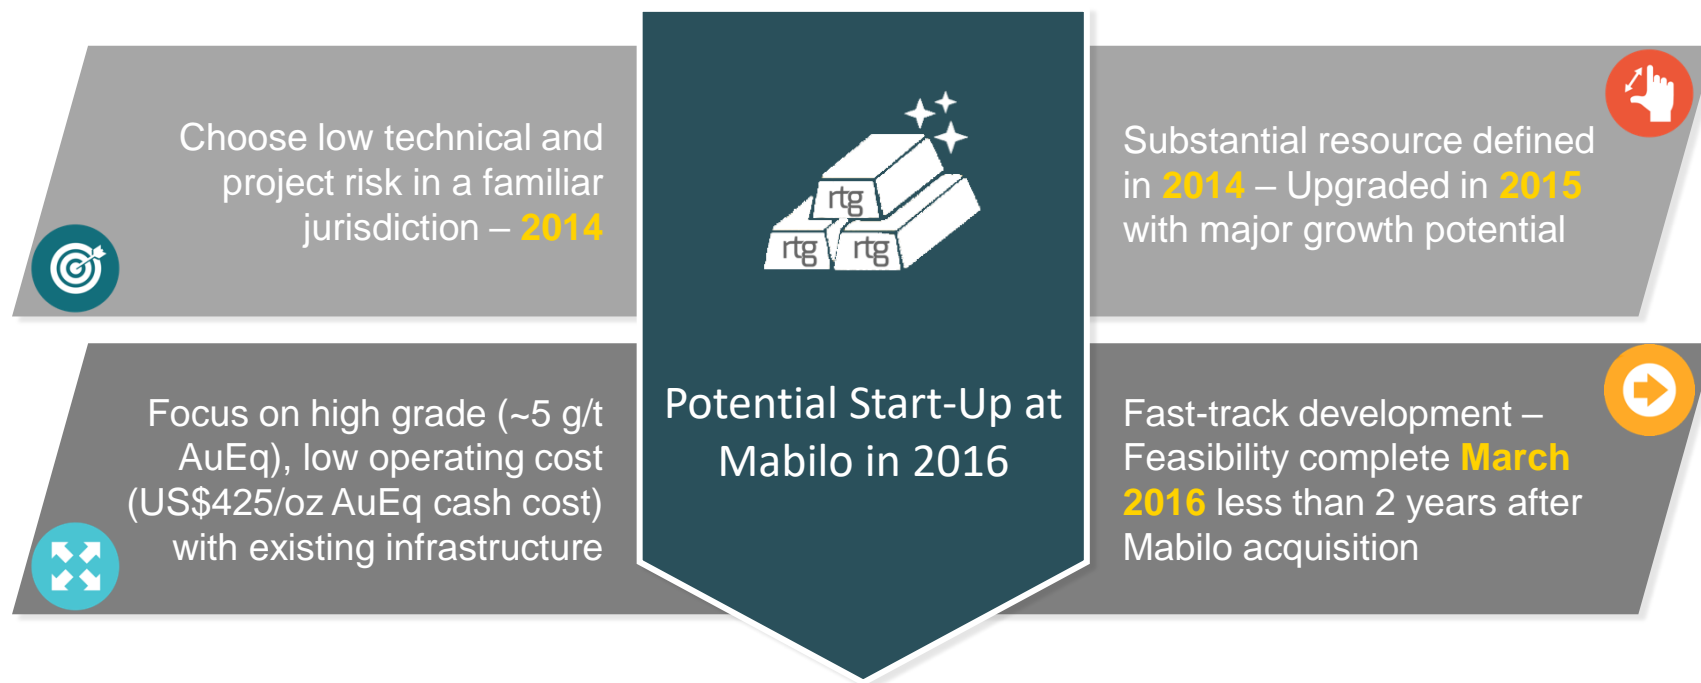 Choose low technical and
project risk in a familiar
jurisdiction – 2014
rtg
rtg rtg
Potential Start-Up at
Mabilo in 2016
Substantial resource defined
in 2014 – Upgraded in 2015
with major growth potential
Focus on high grade (~5 g/t
AuEq), low operating cost
(US$425/oz AuEq cash cost)
with existing infrastructure
Fast-track development –
Feasibility complete March
2016 less than 2 years after
Mabilo acquisition